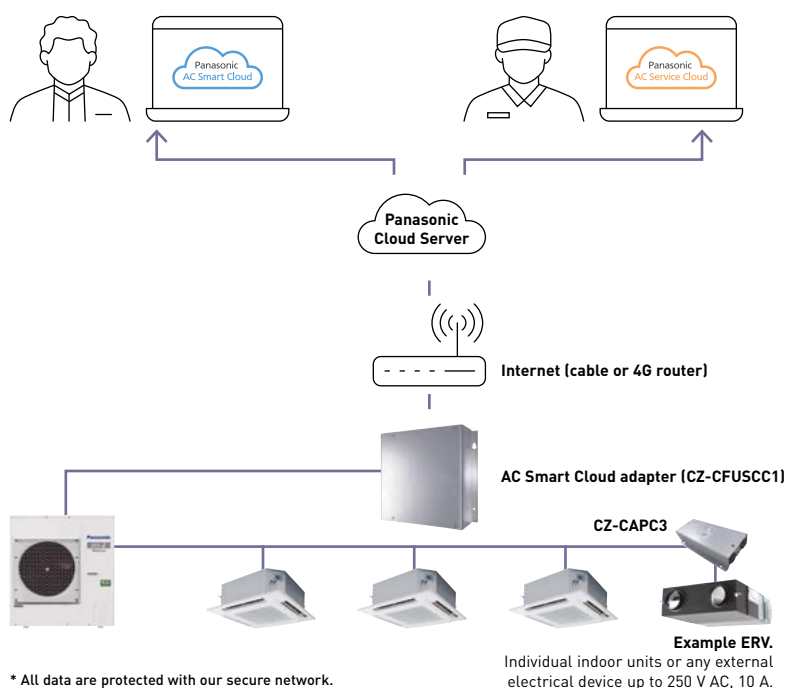 Panasonic
AC Smart Cloud
Panasonic
AC Service Cloud
Panasonic
Cloud Server
Internet (cable or 4G router)
AC Smart Cloud adapter (CZ-CFUSCC1)
CZ-CAPC3
Panasonic
Example ERV.
Individual indoor units or any external
electrical device up to 250 V AC, 10 A.
* All data are protected with our secure network.